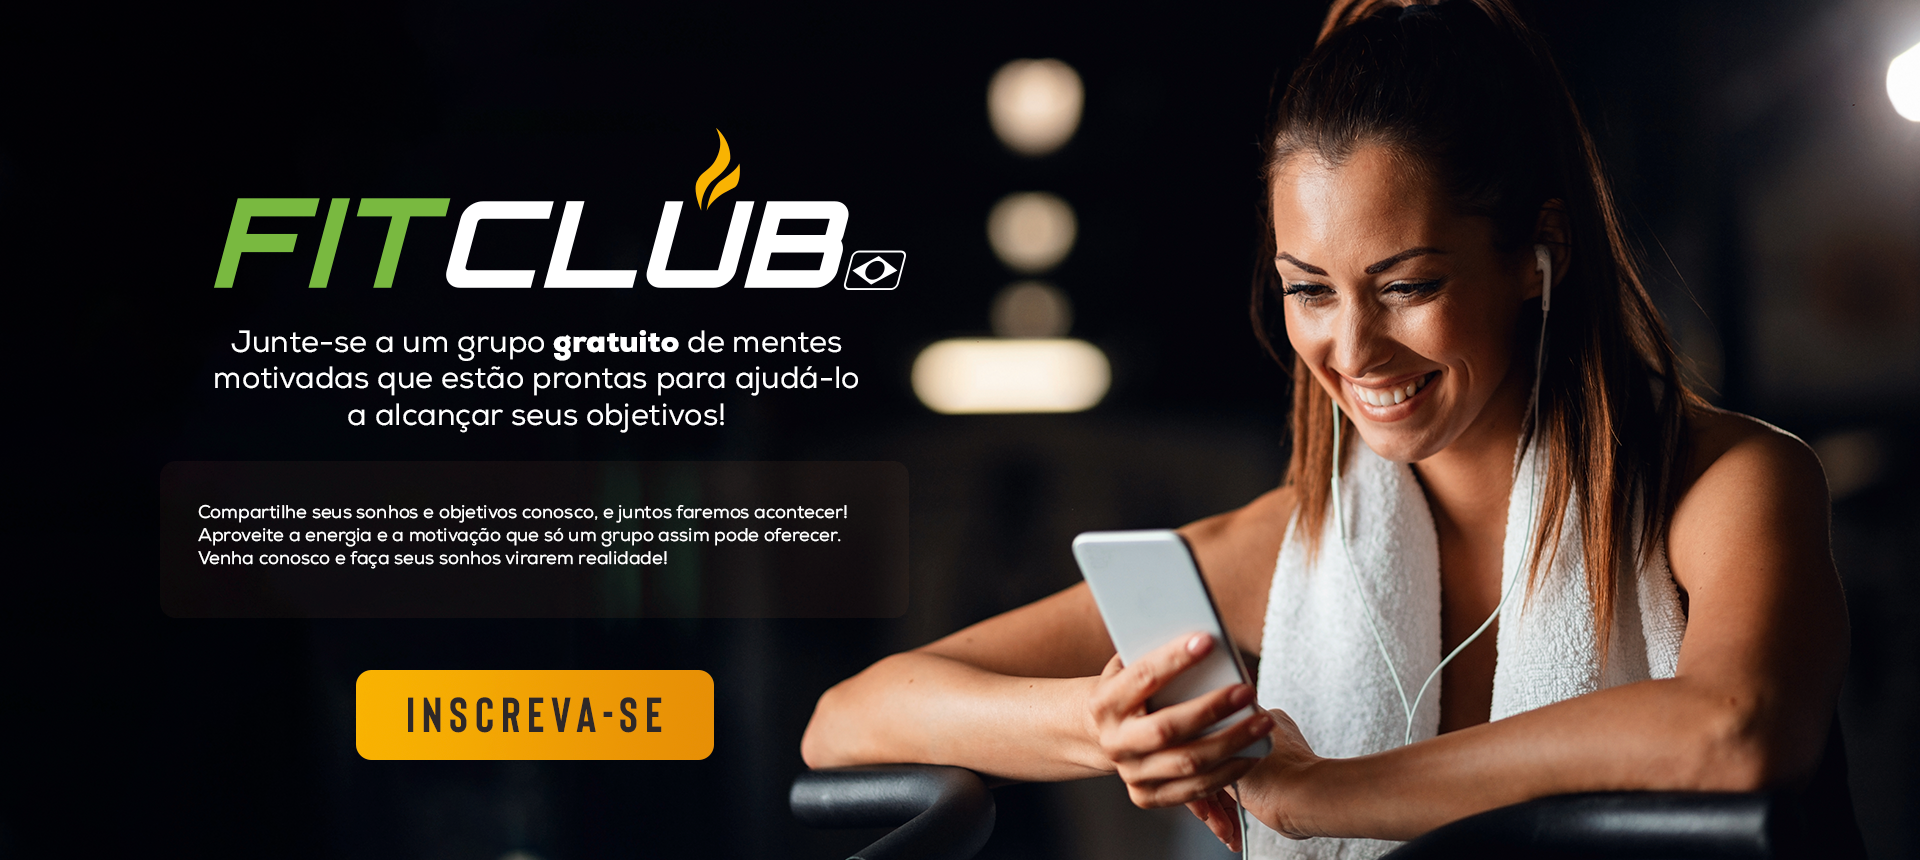 FITCLUB
Junte-se a um grupo gratuito de mentes
motivadas que estão prontas para ajudá-lo
a alcançar seus objetivos!
Compartilhe seus sonhos e objetivos conosco, e juntos faremos acontecer!
Aproveite a energia e a motivação que só um grupo assim pode oferecer.
Venha conosco e faça seus sonhos virarem realidade!
INSCREVA-SE